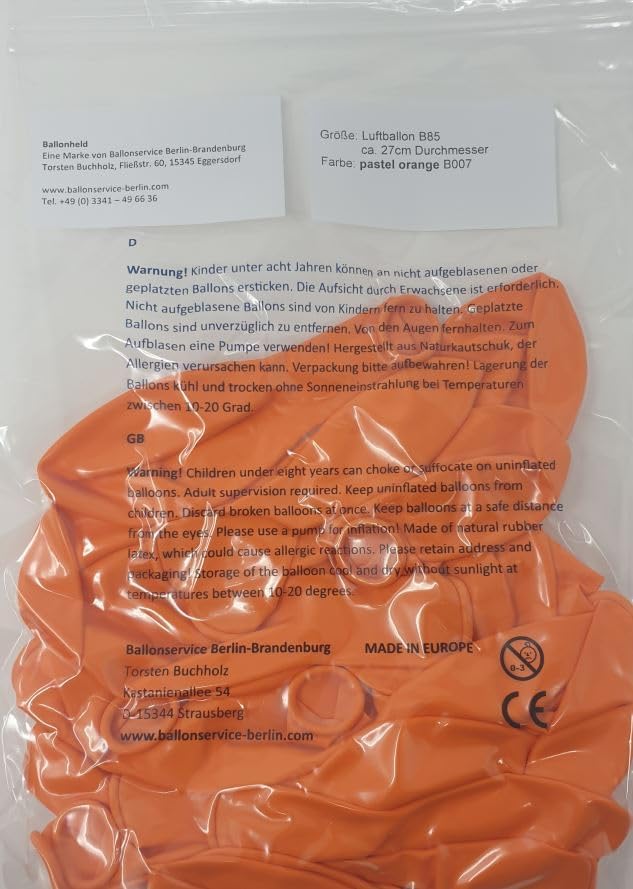 Ballonheld
Eine Marke von Ballonservice Berlin-Brandenburg
Torsten Buchholz, Fließstr. 60, 15345 Eggersdorf
www.ballonservice-berlin.com
Tel. +49 (0) 3341 – 49 66 36
Größe: Luftballon B85
ca. 27cm Durchmesser
Farbe: pastel orange B007
D
Warnung! Kinder unter acht Jahren können an nicht aufgeblasenen oder
geplatzten Ballons ersticken. Die Aufsicht durch Erwachsene ist erforderlich.
Nicht aufgeblasene Ballons sind von Kindern fern zu halten. Geplatzte
Ballons sind unverzüglich zu entfernen. Von den Augen fernhalten. Zum
Aufblasen eine Pumpe verwenden! Hergestellt aus Naturkautschuk, der
Allergien verursachen kann. Verpackung bitte aufbewahren! Lagerung der
Ballons kühl und trocken ohne Sonneneinstrahlung bei Temperaturen
zwischen 10-20 Grad.
GB
Warning! Children under eight years can choke or suffocate on uninflated
balloons. Adult supervision required. Keep uninflated balloons from
children. Discard broken balloons at once. Keep balloons at a safe distance
from the eyes. Please use a pump for inflation! Made of natural rubber
latex, which could cause allergic reactions. Please retain address and
packaging! Storage of the balloon cool and dry without sunlight at
temperatures between 10-20 degrees.
Ballonservice Berlin-Brandenburg MADE IN EUROPE
Torsten Buchholz
Kastanienallee 54
D-15344 Strausberg
www.ballonservice-berlin.com
0-3
CE